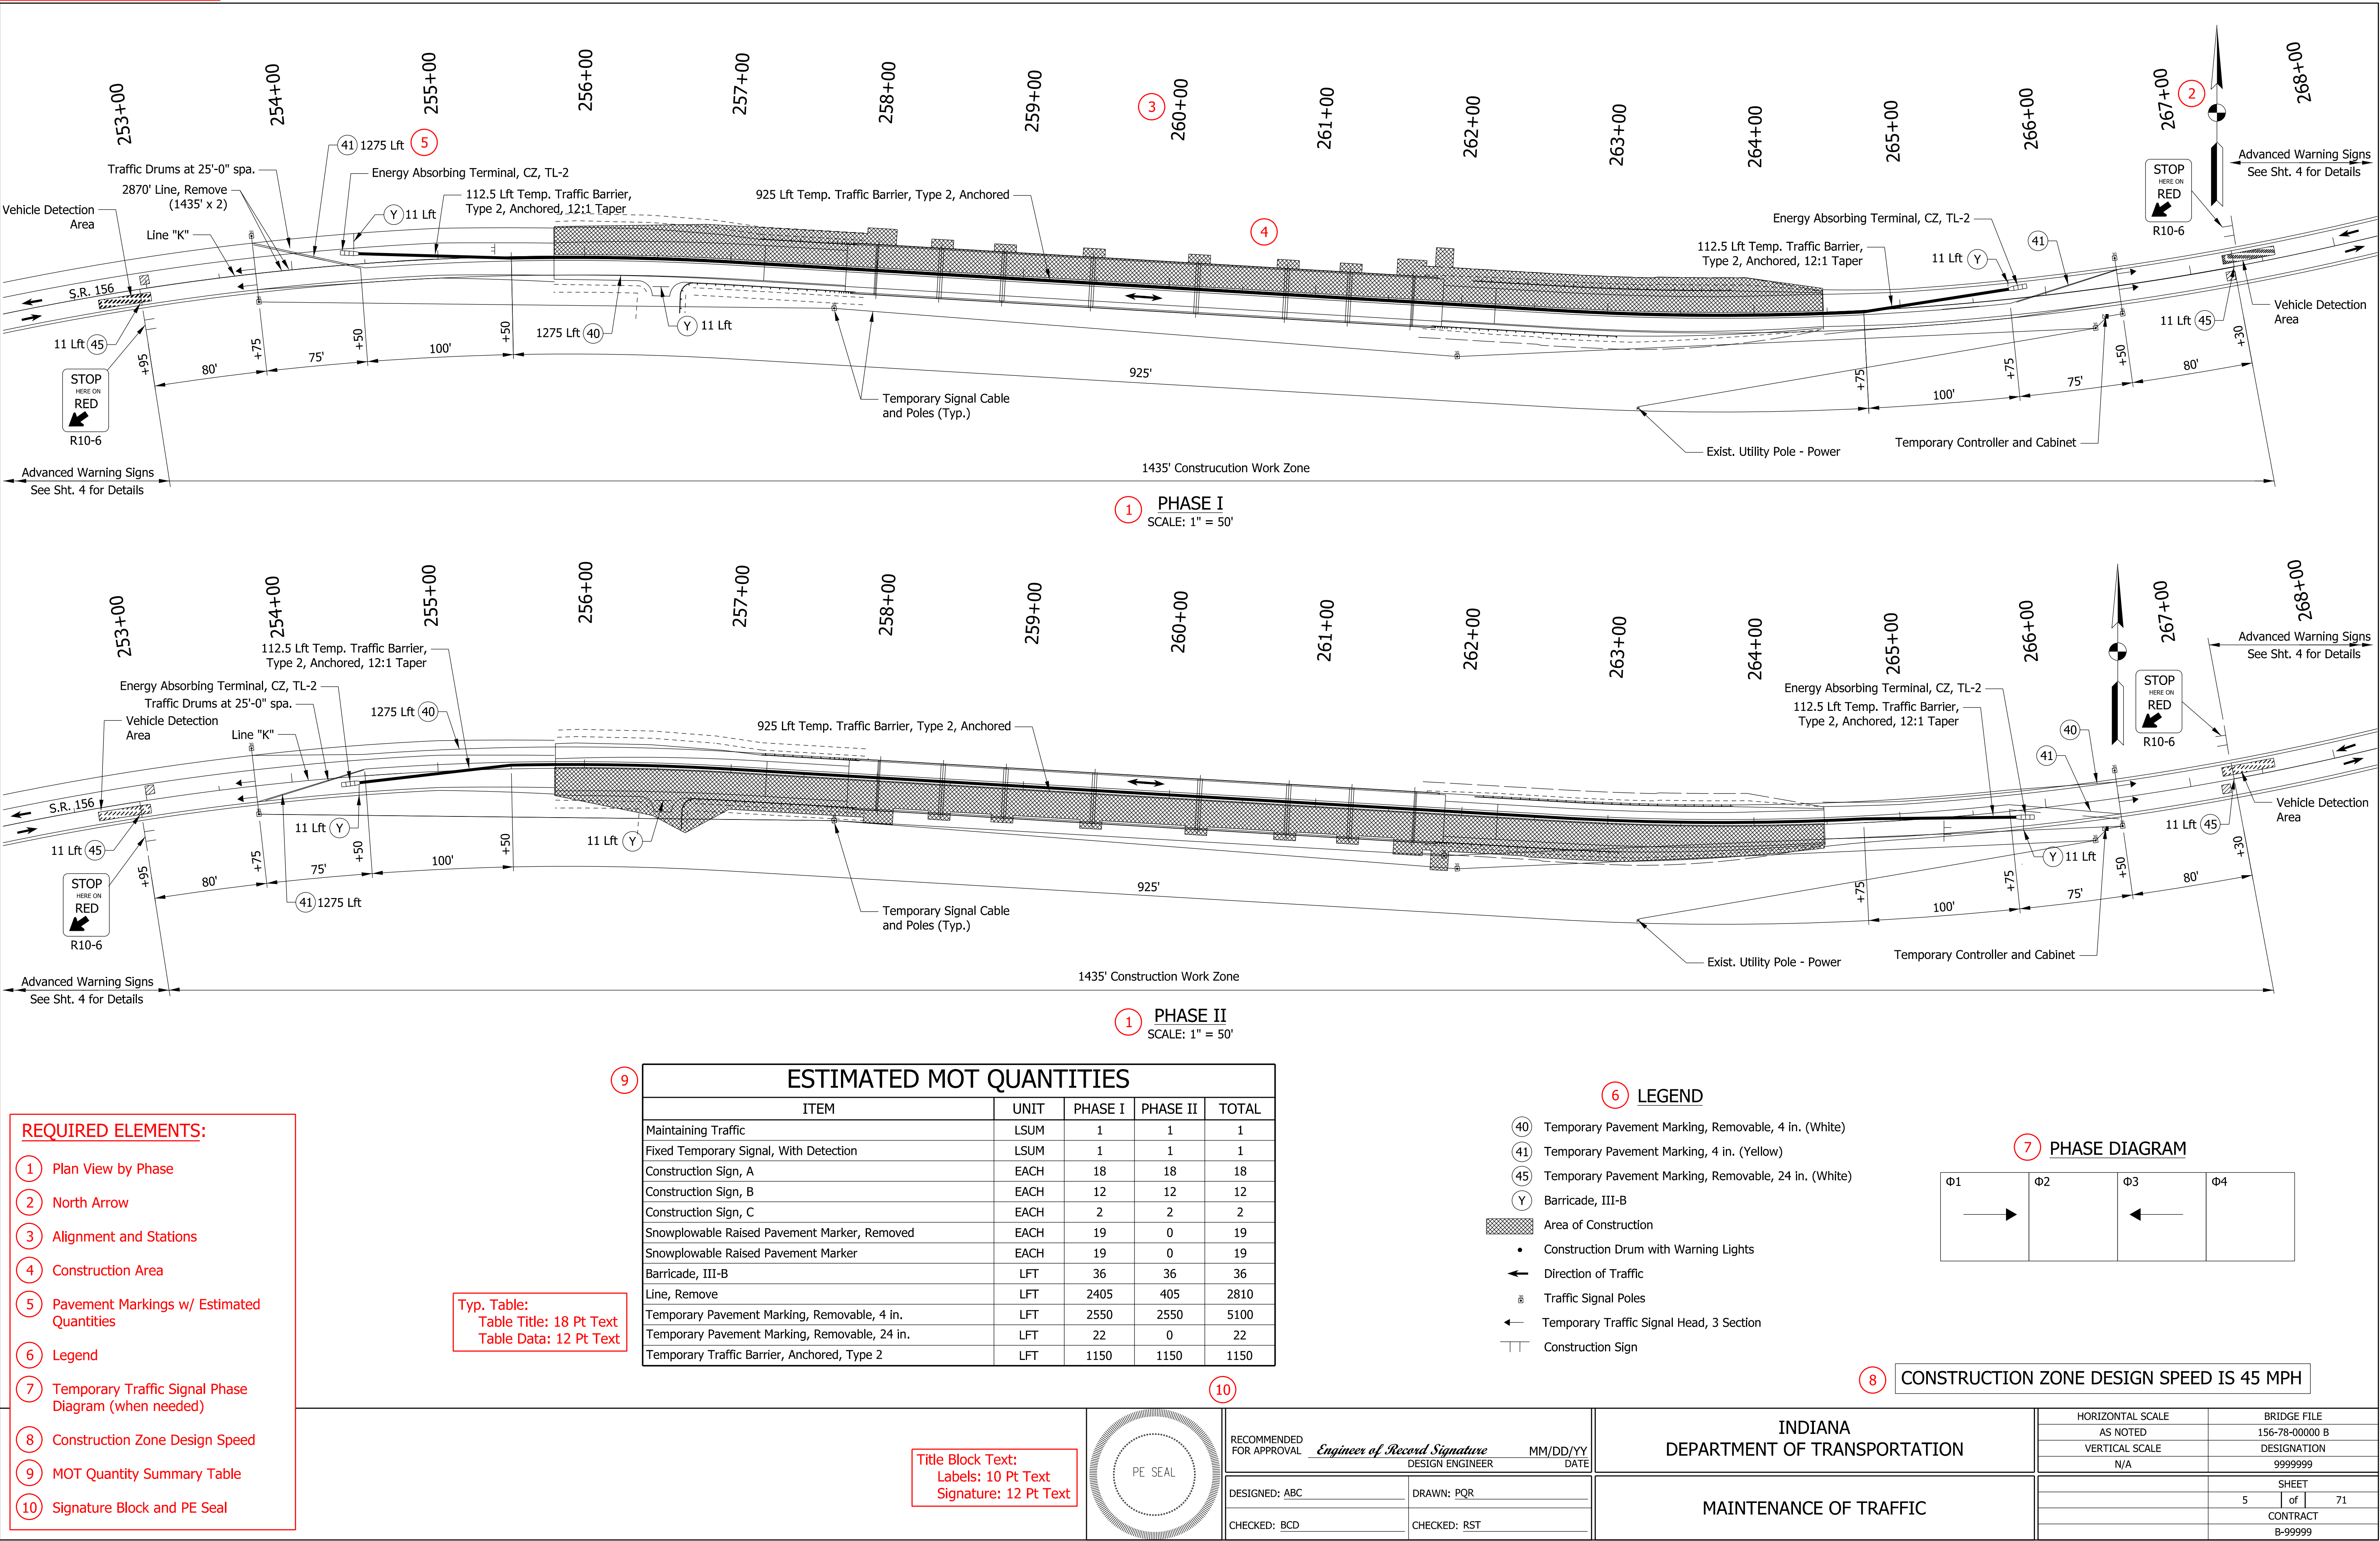 253+00
254+00
255+00
256+00
257+00
258+00
259+00
3
260+00
261+00
262+00
263+00
264+00
265+00
266+00
267+00
2
268+00
41 1275 Lft 5
Traffic Drums at 25'-0" spa.
Energy Absorbing Terminal, CZ, TL-2
2870' Line, Remove
(1435' x 2)
112.5 Lft Temp. Traffic Barrier,
Type 2, Anchored, 12:1 Taper
Vehicle Detection
Area
Y 11 Lft
Line "K"
925 Lft Temp. Traffic Barrier, Type 2, Anchored
4
Energy Absorbing Terminal, CZ, TL-2
112.5 Lft Temp. Traffic Barrier,
Type 2, Anchored, 12:1 Taper
11 Lft Y
41
STOP
HERE ON
RED
R10-6
Advanced Warning Signs
See Sht. 4 for Details
S.R. 156
11 Lft 45
1275 Lft 40
Y 11 Lft
11 Lft 45
Vehicle Detection
Area
+95
+75
+50
+50
+75
+75
+50
+30
80'
75'
100'
925'
100'
75'
80'
STOP
HERE ON
RED
R10-6
Temporary Signal Cable
and Poles (Typ.)
Exist. Utility Pole - Power
Temporary Controller and Cabinet
Advanced Warning Signs
See Sht. 4 for Details
1435' Construcution Work Zone
1 PHASE I
SCALE: 1" = 50'
253+00
254+00
255+00
256+00
257+00
258+00
259+00
260+00
261+00
262+00
263+00
264+00
265+00
266+00
267+00
268+00
112.5 Lft Temp. Traffic Barrier,
Type 2, Anchored, 12:1 Taper
Energy Absorbing Terminal, CZ, TL-2
Traffic Drums at 25'-0" spa.
Vehicle Detection
Area
Line "K"
1275 Lft 40
925 Lft Temp. Traffic Barrier, Type 2, Anchored
Energy Absorbing Terminal, CZ, TL-2
112.5 Lft Temp. Traffic Barrier,
Type 2, Anchored, 12:1 Taper
40
41
STOP
HERE ON
RED
R10-6
Advanced Warning Signs
See Sht. 4 for Details
S.R. 156
11 Lft Y
11 Lft 45
11 Lft Y
Y 11 Lft
11 Lft 45
Vehicle Detection
Area
+95
+75
+50
+50
+75
+75
+50
+30
80'
75'
100'
925'
100'
75'
80'
STOP
HERE ON
RED
R10-6
41 1275 Lft
Temporary Signal Cable
and Poles (Typ.)
Exist. Utility Pole - Power
Temporary Controller and Cabinet
Advanced Warning Signs
See Sht. 4 for Details
1435' Construction Work Zone
1 PHASE II
SCALE: 1" = 50'
REQUIRED ELEMENTS:
1 Plan View by Phase
2 North Arrow
3 Alignment and Stations
4 Construction Area
5 Pavement Markings w/ Estimated
Quantities
6 Legend
7 Temporary Traffic Signal Phase
Diagram (when needed)
8 Construction Zone Design Speed
9 MOT Quantity Summary Table
10 Signature Block and PE Seal
Typ. Table:
Table Title: 18 Pt Text
Table Data: 12 Pt Text
9
ESTIMATED MOT QUANTITIES
ITEM UNIT PHASE I PHASE II TOTAL
Maintaining Traffic LSUM 1 1 1
Fixed Temporary Signal, With Detection LSUM 1 1 1
Construction Sign, A EACH 18 18 18
Construction Sign, B EACH 12 12 12
Construction Sign, C EACH 2 2 2
Snowplowable Raised Pavement Marker, Removed EACH 19 0 19
Snowplowable Raised Pavement Marker EACH 19 0 19
Barricade, III-B LFT 36 36 36
Line, Remove LFT 2405 405 2810
Temporary Pavement Marking, Removable, 4 in. LFT 2550 2550 5100
Temporary Pavement Marking, Removable, 24 in. LFT 22 0 22
Temporary Traffic Barrier, Anchored, Type 2 LFT 1150 1150 1150
6 LEGEND
40 Temporary Pavement Marking, Removable, 4 in. (White)
41 Temporary Pavement Marking, 4 in. (Yellow)
45 Temporary Pavement Marking, Removable, 24 in. (White)
Y Barricade, III-B
Area of Construction
Construction Drum with Warning Lights
Direction of Traffic
Traffic Signal Poles
Temporary Traffic Signal Head, 3 Section
Construction Sign
7 PHASE DIAGRAM
Φ1 Φ2 Φ3 Φ4
8 CONSTRUCTION ZONE DESIGN SPEED IS 45 MPH
10
Title Block Text:
Labels: 10 Pt Text
Signature: 12 Pt Text
PE SEAL
RECOMMENDED
FOR APPROVAL Engineer of Record Signature MM/DD/YY
DESIGN ENGINEER DATE
DESIGNED: ABC DRAWN: PQR
CHECKED: BCD CHECKED: RST
INDIANA
DEPARTMENT OF TRANSPORTATION
MAINTENANCE OF TRAFFIC
HORIZONTAL SCALE BRIDGE FILE
AS NOTED 156-78-00000 B
VERTICAL SCALE DESIGNATION
N/A 9999999
SHEET
5 of 71
CONTRACT
B-99999